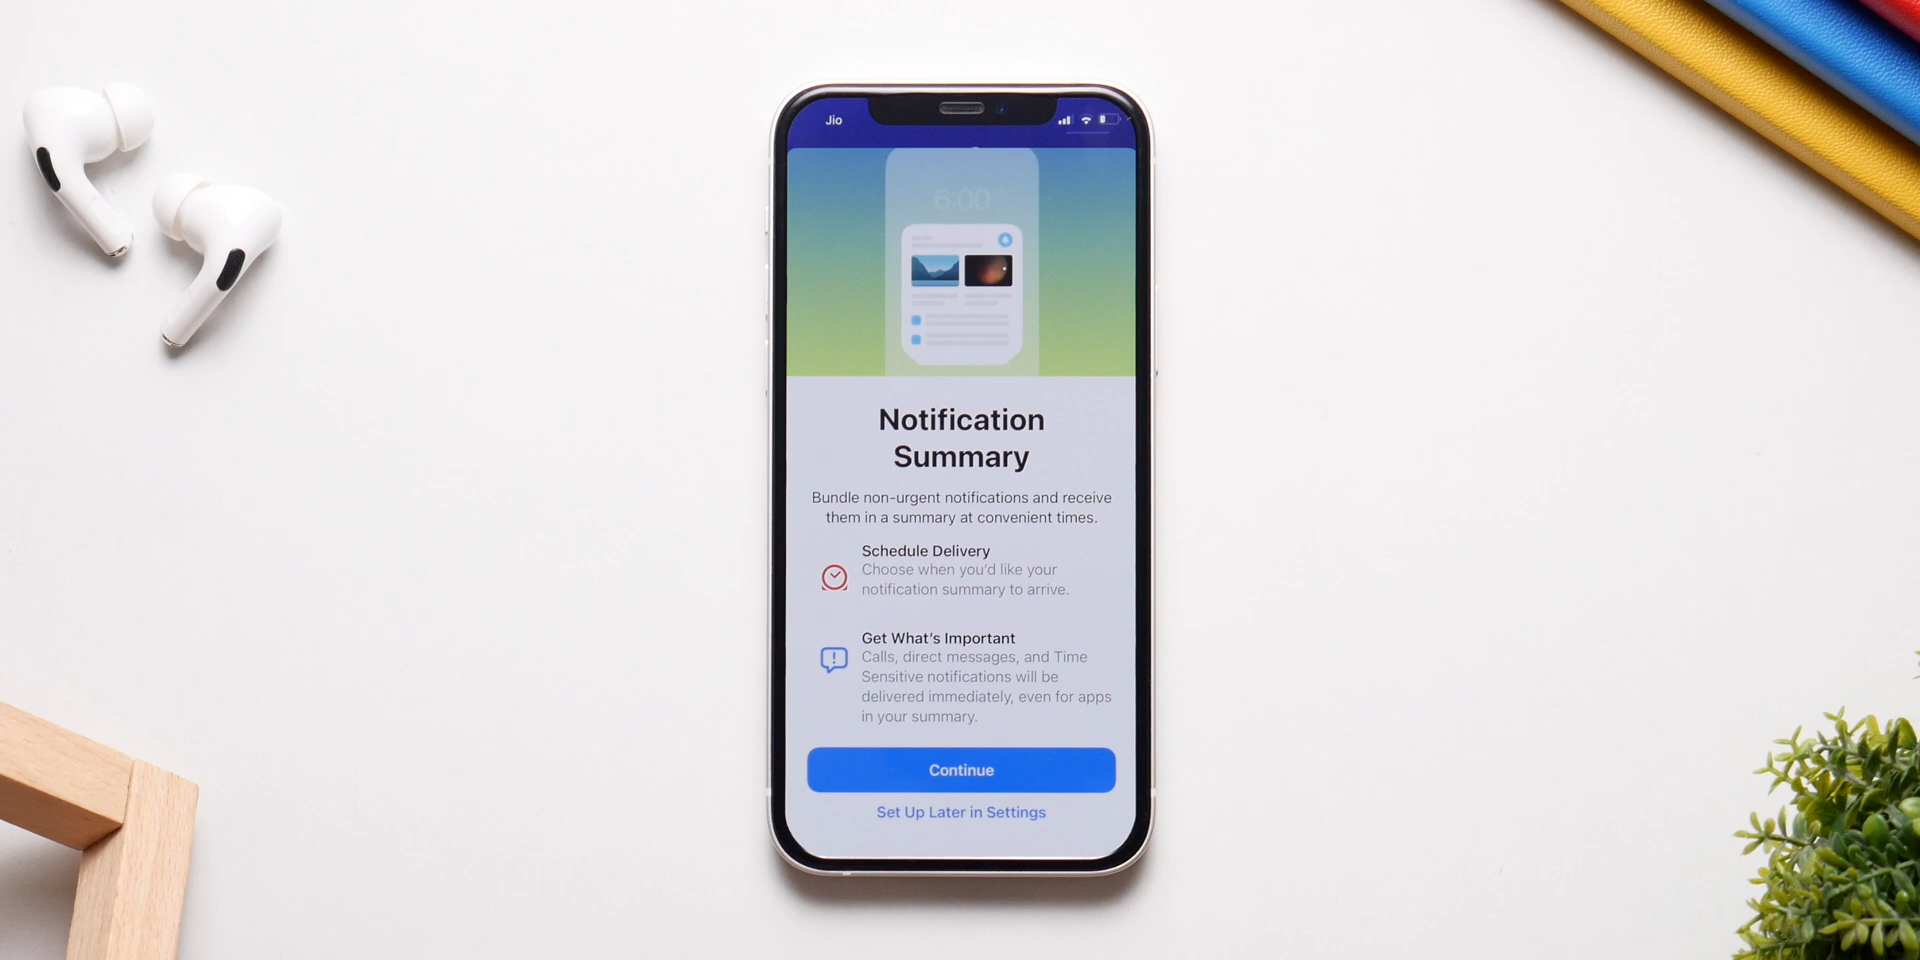 Jio
6:00
Notification
Summary
Bundle non-urgent notifications and receive
them in a summary at convenient times.
Schedule Delivery
Choose when you'd like your
notification summary to arrive.
Get What's Important
Calls, direct messages, and Time
Sensitive notifications will be
delivered immediately, even for apps
in your summary.
Continue
Set Up Later in Settings